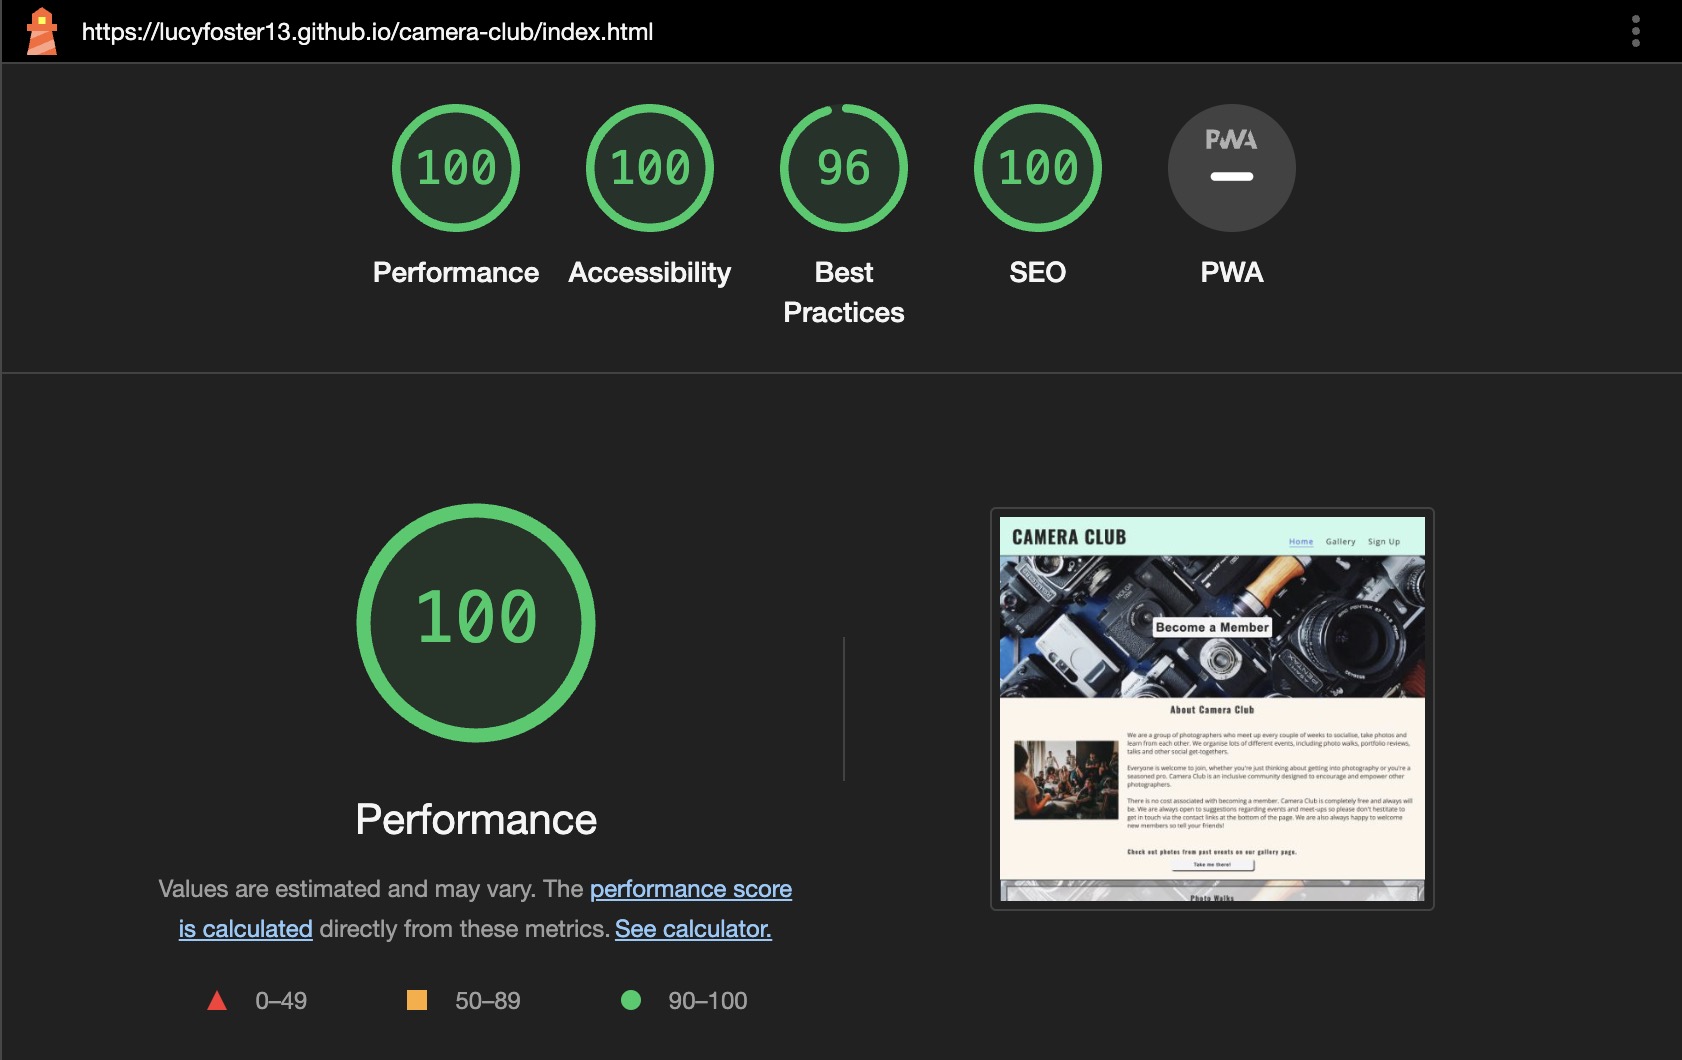 https://lucyfoster13.github.io/camera-club/index.html
100
100
96
100
PWA
Performance
Accessibility
Best
Practices
SEO
PWA
100
Performance
Values are estimated and may vary. The performance score
is calculated directly from these metrics. See calculator.
0–49
50–89
90–100
CAMERA CLUB
Home
Gallery
Sign Up
Become a Member
About Camera Club
We are a group of photographers who meet up every couple of weeks to socialise, take photos and
learn from each other. We organise lots of different events, including photo walks, portfolio reviews,
talks and other social get-togethers.
Everyone is welcome to join, whether you're just thinking about getting into photography or you're a
seasoned pro. Camera Club is an inclusive community designed to encourage and empower other
photographers.
There is no cost associated with becoming a member. Camera Club is completely free and always will
be. We are always open to suggestions regarding events and meet-ups so please don't hestitate to
get in touch via the contact links at the bottom of the page. We are also always happy to welcome
new members so tell your friends!
Check out photos from past events on our gallery page.
Take me there!
Photo Walks